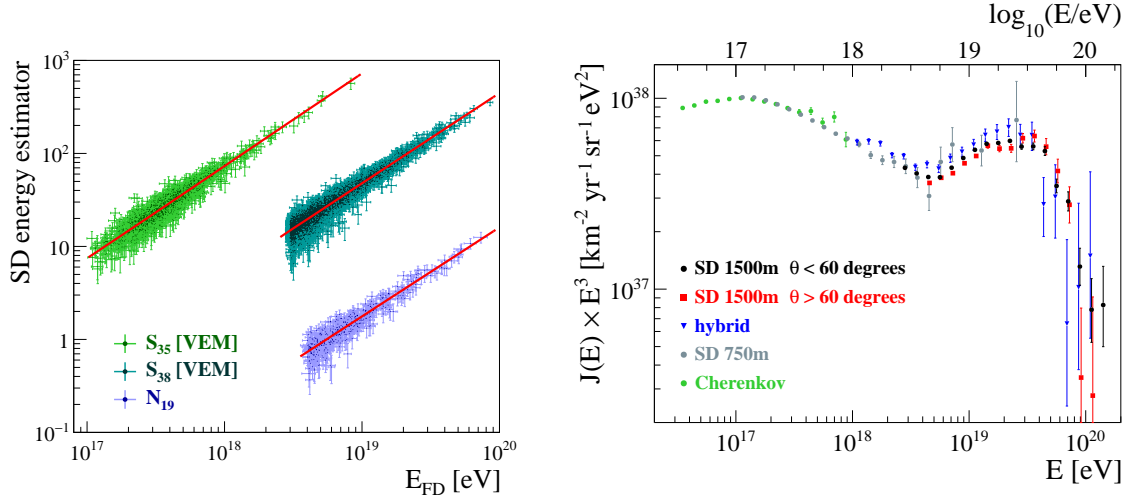 SD energy estimator
10³
10²
10
1
10⁻¹
S₃₅ [VEM]
S₃₈ [VEM]
N₁₉
10¹⁷ 10¹⁸ 10¹⁹ 10²⁰
E_FD [eV]
log₁₀(E/eV)
17 18 19 20
J(E) × E³ [km⁻² yr⁻¹ sr⁻¹ eV²]
10³⁸
10³⁷
SD 1500m θ < 60 degrees
SD 1500m θ > 60 degrees
hybrid
SD 750m
Cherenkov
10¹⁷ 10¹⁸ 10¹⁹ 10²⁰
E [eV]